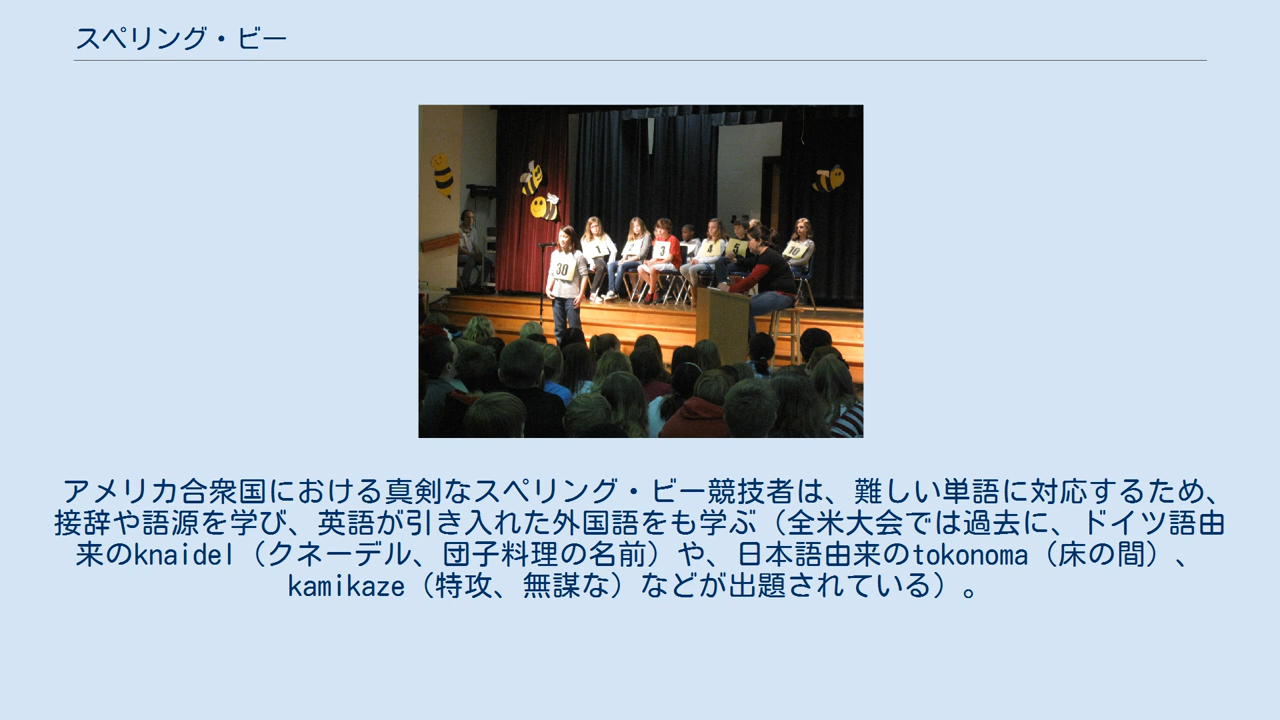 スペリング・ビー
30
1
2
3
4
5
10
アメリカ合衆国における真剣なスペリング・ビー競技者は、難しい単語に対応するため、
接辞や語源を学び、英語が引き入れた外国語をも学ぶ（全米大会では過去に、ドイツ語由
来のknaidel（クネーデル、団子料理の名前）や、日本語由来のtokonoma（床の間）、
kamikaze（特攻、無謀な）などが出題されている）。